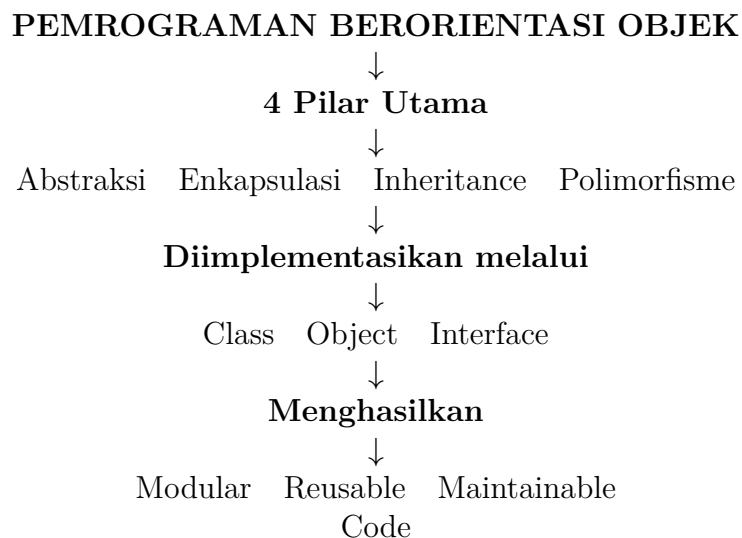 PEMROGRAMAN BERORIENTASI OBJEK
↓
4 Pilar Utama
↓
Abstraksi Enkapsulasi Inheritance Polimorfisme
↓
Diimplementasikan melalui
↓
Class Object Interface
↓
Menghasilkan
↓
Modular Reusable Maintainable
Code